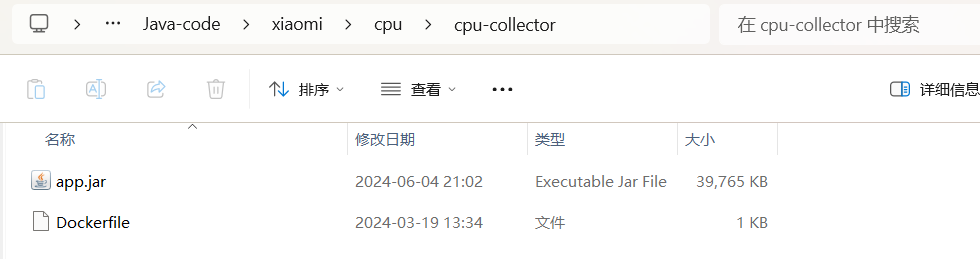 Java-code xiaomi cpu cpu-collector 在 cpu-collector 中搜索
排序 查看 详细信息
名称 修改日期 类型 大小
app.jar 2024-06-04 21:02 Executable Jar File 39,765 KB
Dockerfile 2024-03-19 13:34 文件 1 KB